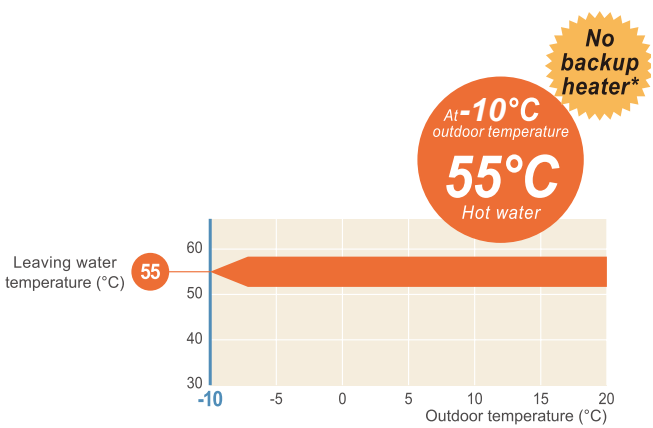 No
backup
heater*
At -10°C
outdoor temperature
55°C
Hot water
Leaving water
temperature (°C)
55
60
50
40
30
-10
-5
0
5
10
15
20
Outdoor temperature (°C)